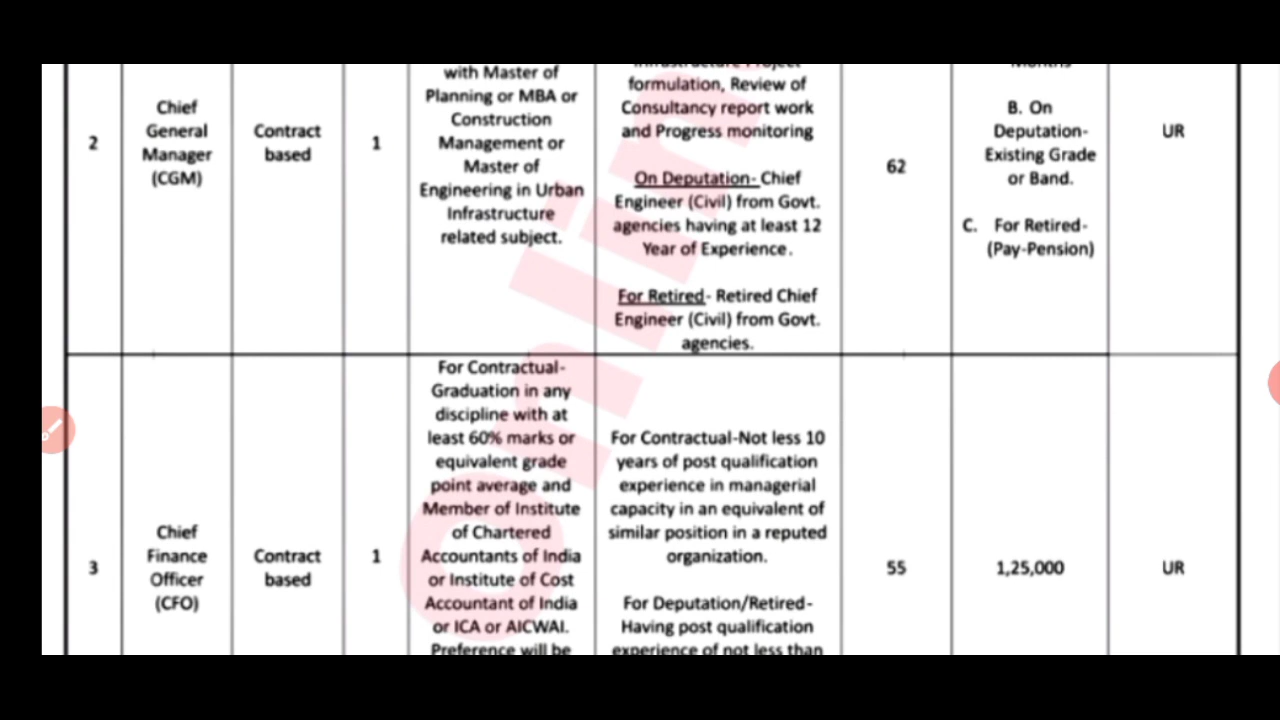 2
Chief
General
Manager
(CGM)
Contract
based
1
with Master of
Planning or MBA or
Construction
Management or
Master of
Engineering in Urban
Infrastructure
related subject.
formulation, Review of
Consultancy report work
and Progress monitoring
On Deputation- Chief
Engineer (Civil) from Govt.
agencies having at least 12
Year of Experience.
For Retired- Retired Chief
Engineer (Civil) from Govt.
agencies.
62
B. On
Deputation-
Existing Grade
or Band.
C. For Retired-
(Pay-Pension)
UR
3
Chief
Finance
Officer
(CFO)
Contract
based
1
For Contractual-
Graduation in any
discipline with at
least 60% marks or
equivalent grade
point average and
Member of Institute
of Chartered
Accountants of India
or Institute of Cost
Accountant of India
or ICA or AICWAI.
Preference will be
For Contractual-Not less 10
years of post qualification
experience in managerial
capacity in an equivalent of
similar position in a reputed
organization.
For Deputation/Retired-
Having post qualification
experience of not less than
55
1,25,000
UR